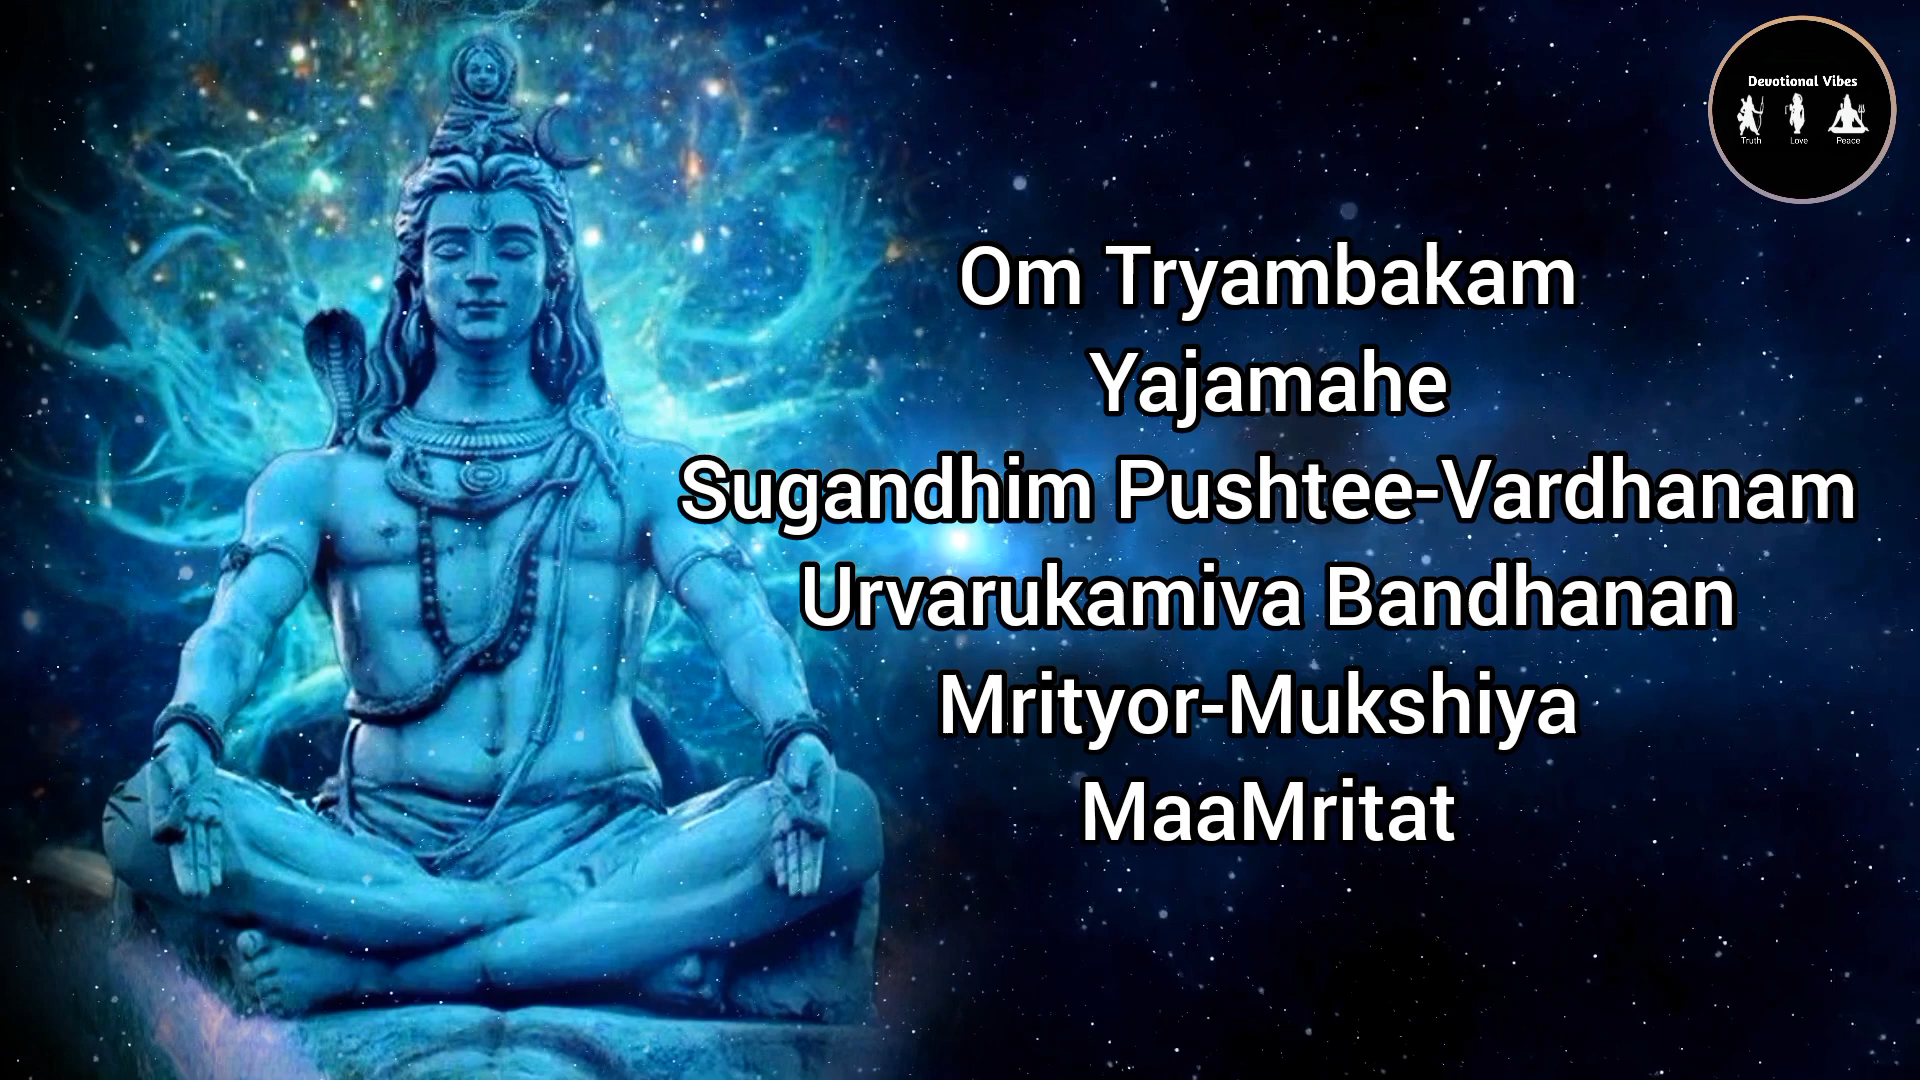 Devotional Vibes
Truth Love Peace
Om Tryambakam
Yajamahe
Sugandhim Pushtee-Vardhanam
Urvarukamiva Bandhanan
Mrityor-Mukshiya
MaaMritat